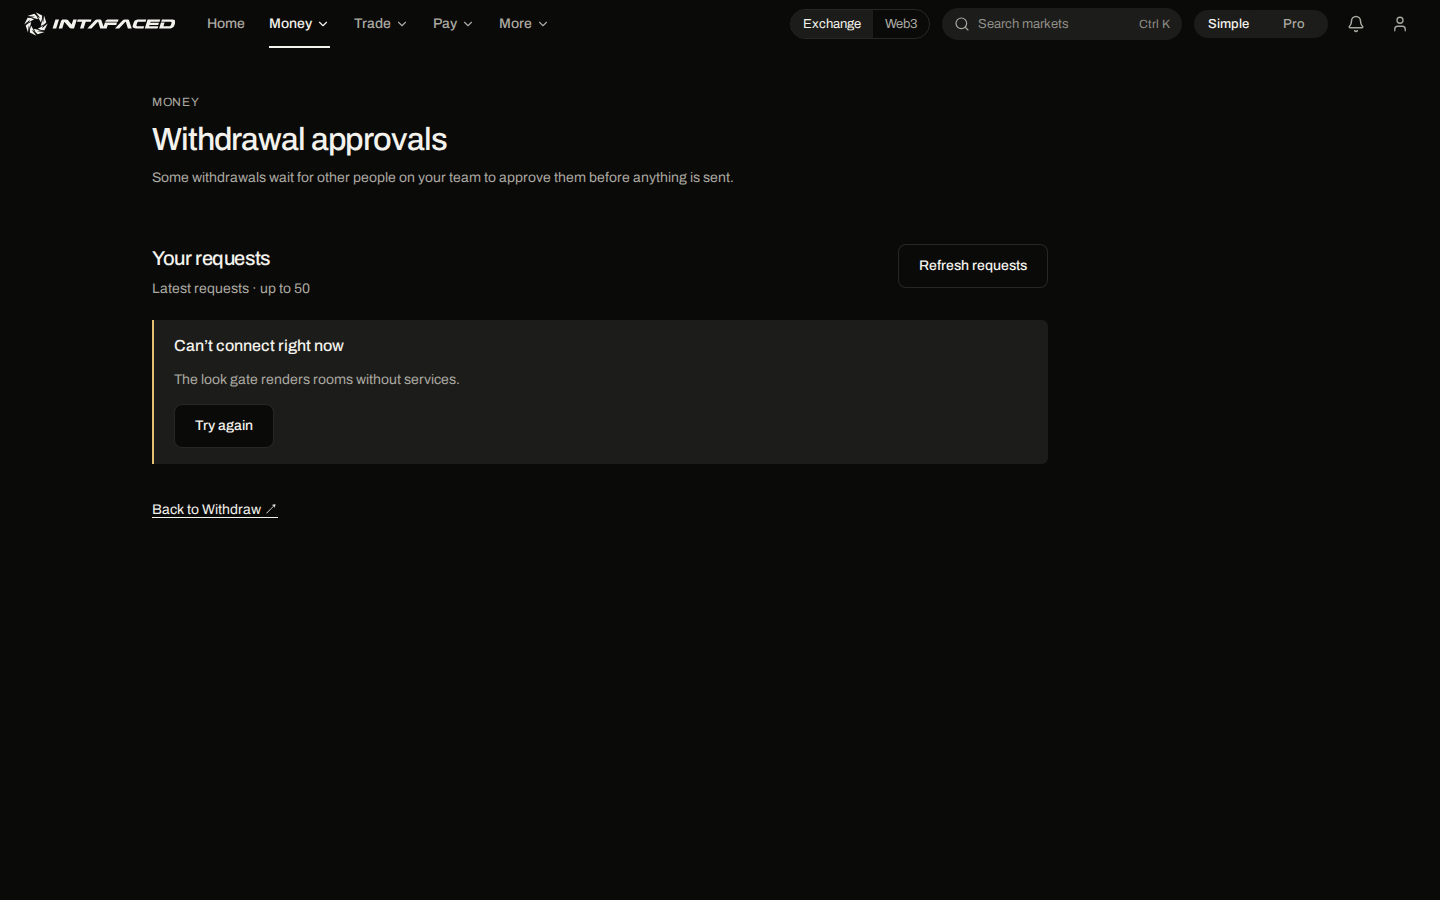 INTAFACED
Home
Money
Trade
Pay
More
Exchange
Web3
Search markets
Ctrl K
Simple
Pro
MONEY
Withdrawal approvals
Some withdrawals wait for other people on your team to approve them before anything is sent.
Your requests
Latest requests · up to 50
Refresh requests
Can’t connect right now
The look gate renders rooms without services.
Try again
Back to Withdraw ↗